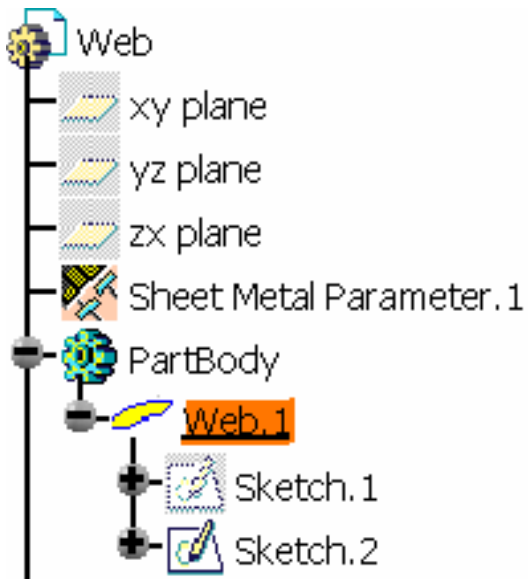 Web
xy plane
yz plane
zx plane
Sheet Metal Parameter.1
PartBody
Web.1
Sketch.1
Sketch.2